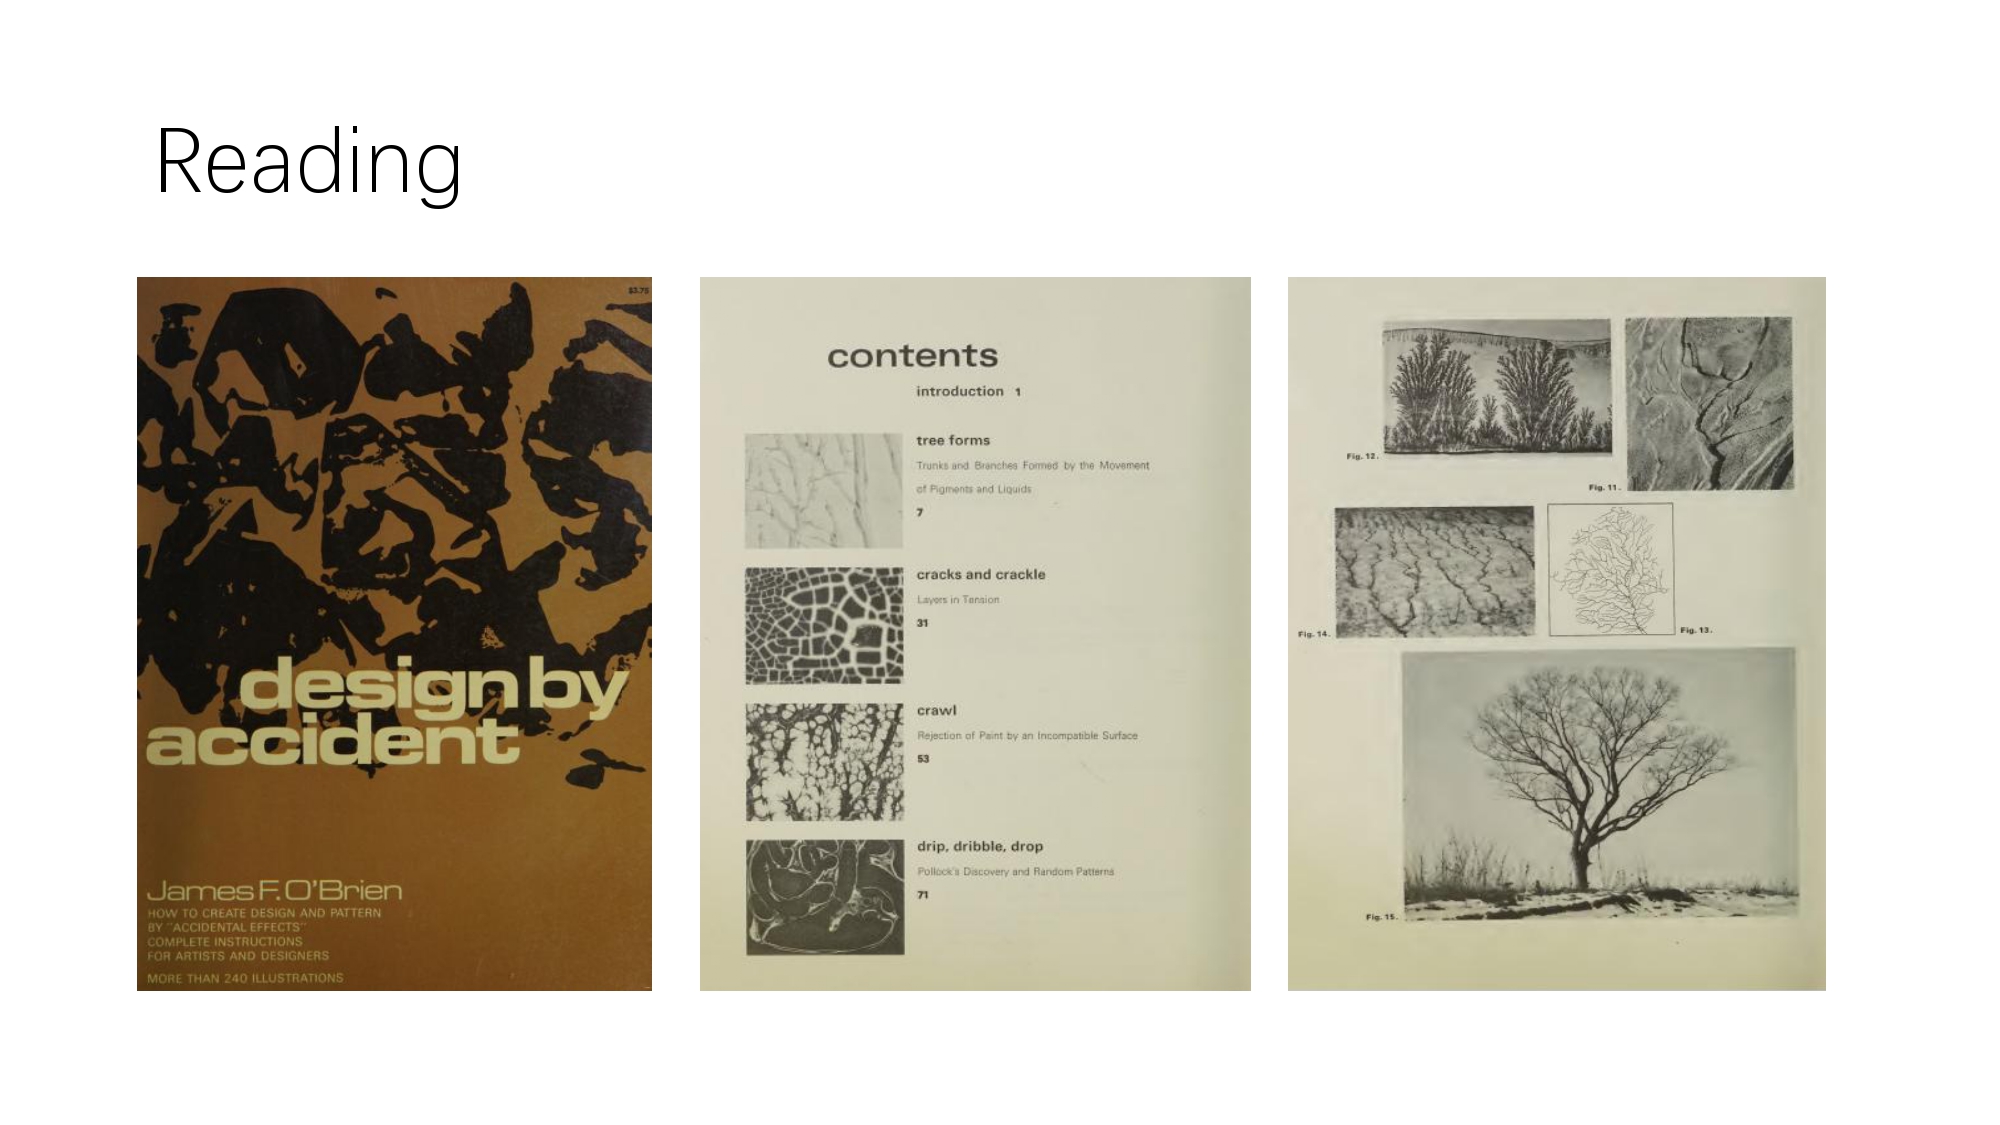 Reading
$3.75
design by
accident
James F. O'Brien
HOW TO CREATE DESIGN AND PATTERN
BY "ACCIDENTAL EFFECTS"
COMPLETE INSTRUCTIONS
FOR ARTISTS AND DESIGNERS
MORE THAN 240 ILLUSTRATIONS
contents
introduction 1
tree forms
Trunks and Branches Formed by the Movement
of Pigments and Liquids
7
cracks and crackle
Layers in Tension
31
crawl
Rejection of Paint by an Incompatible Surface
53
drip, dribble, drop
Pollock's Discovery and Random Patterns
71
Fig. 12.
Fig. 11.
Fig. 14.
Fig. 13.
Fig. 15.